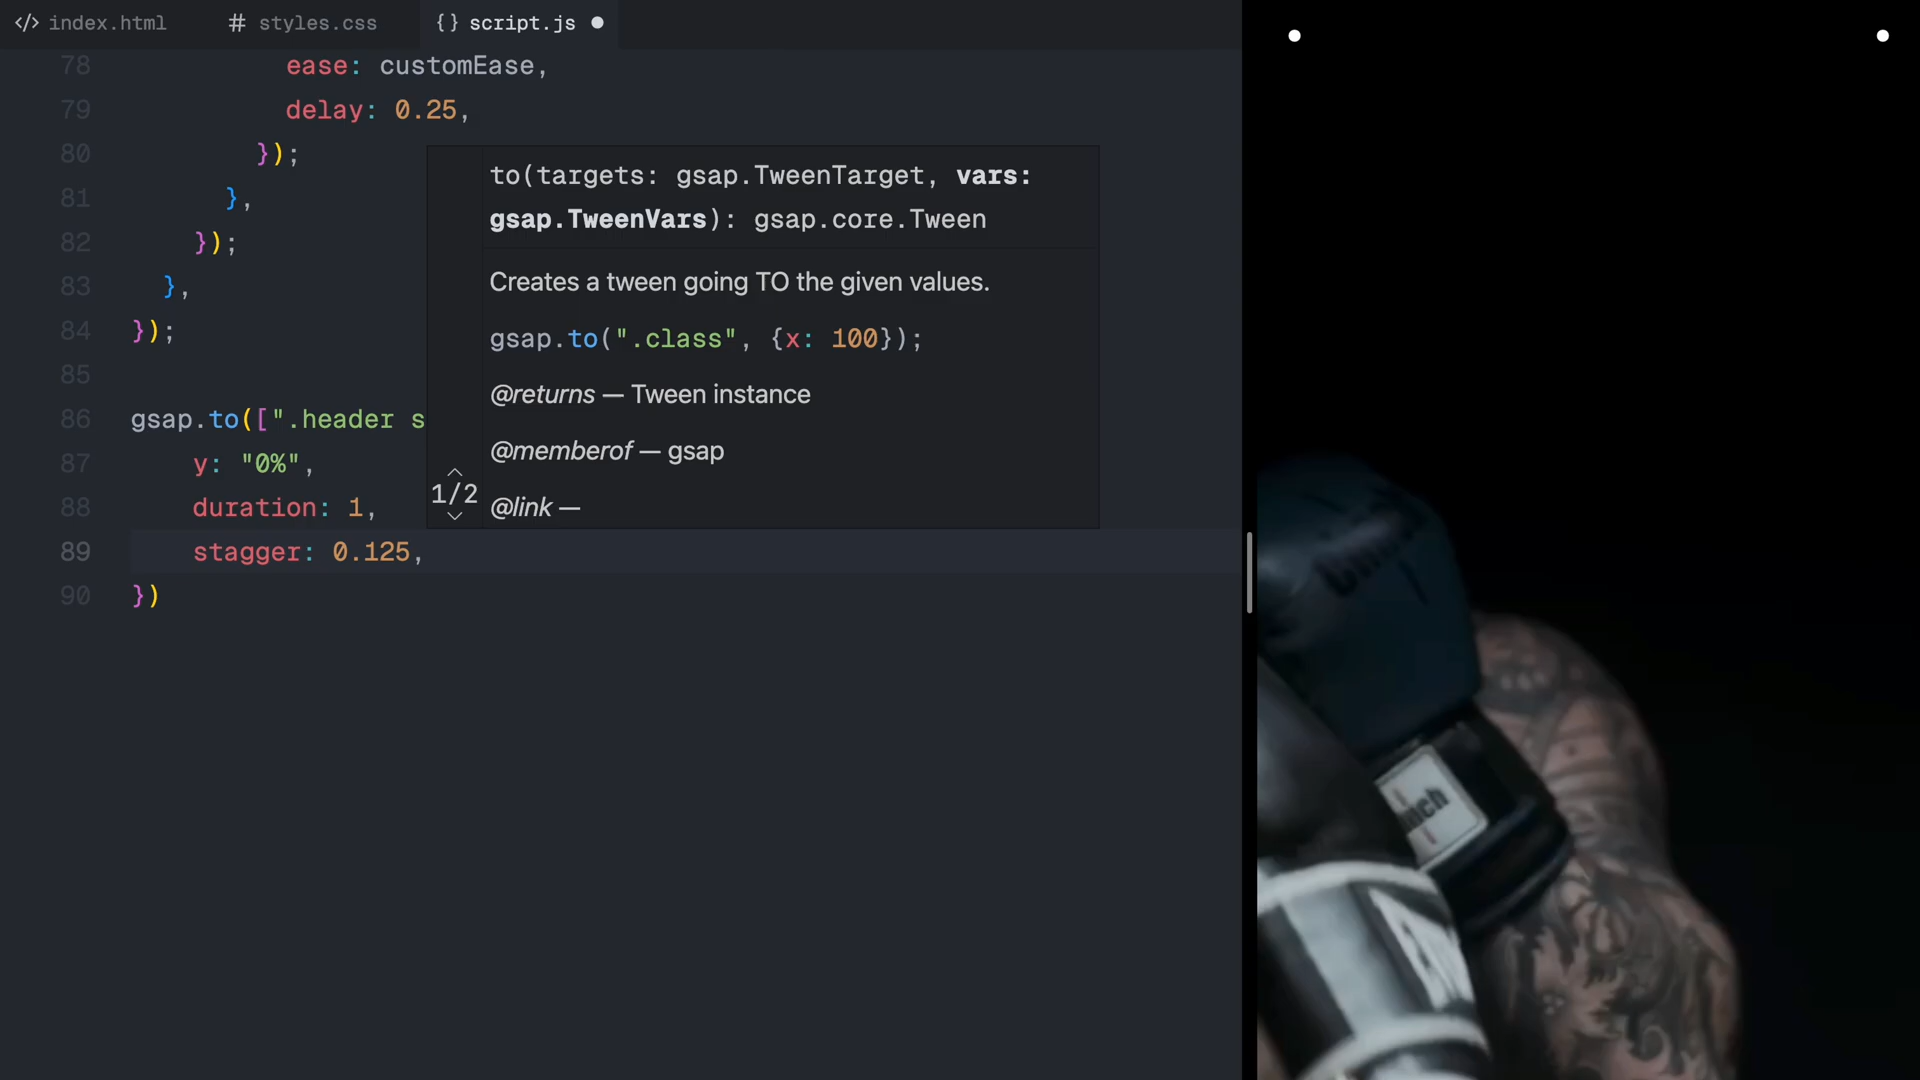 index.html
styles.css
script.js
78 ease: customEase,
79 delay: 0.25,
80 });
81 },
82 });
83 },
84 });
85
86 gsap.to([".header s
87 y: "0%",
88 duration: 1,
89 stagger: 0.125,
90 })
to(targets: gsap.TweenTarget, vars:
gsap.TweenVars): gsap.core.Tween
Creates a tween going TO the given values.
gsap.to(".class", {x: 100});
@returns — Tween instance
@memberof — gsap
1/2
@link —